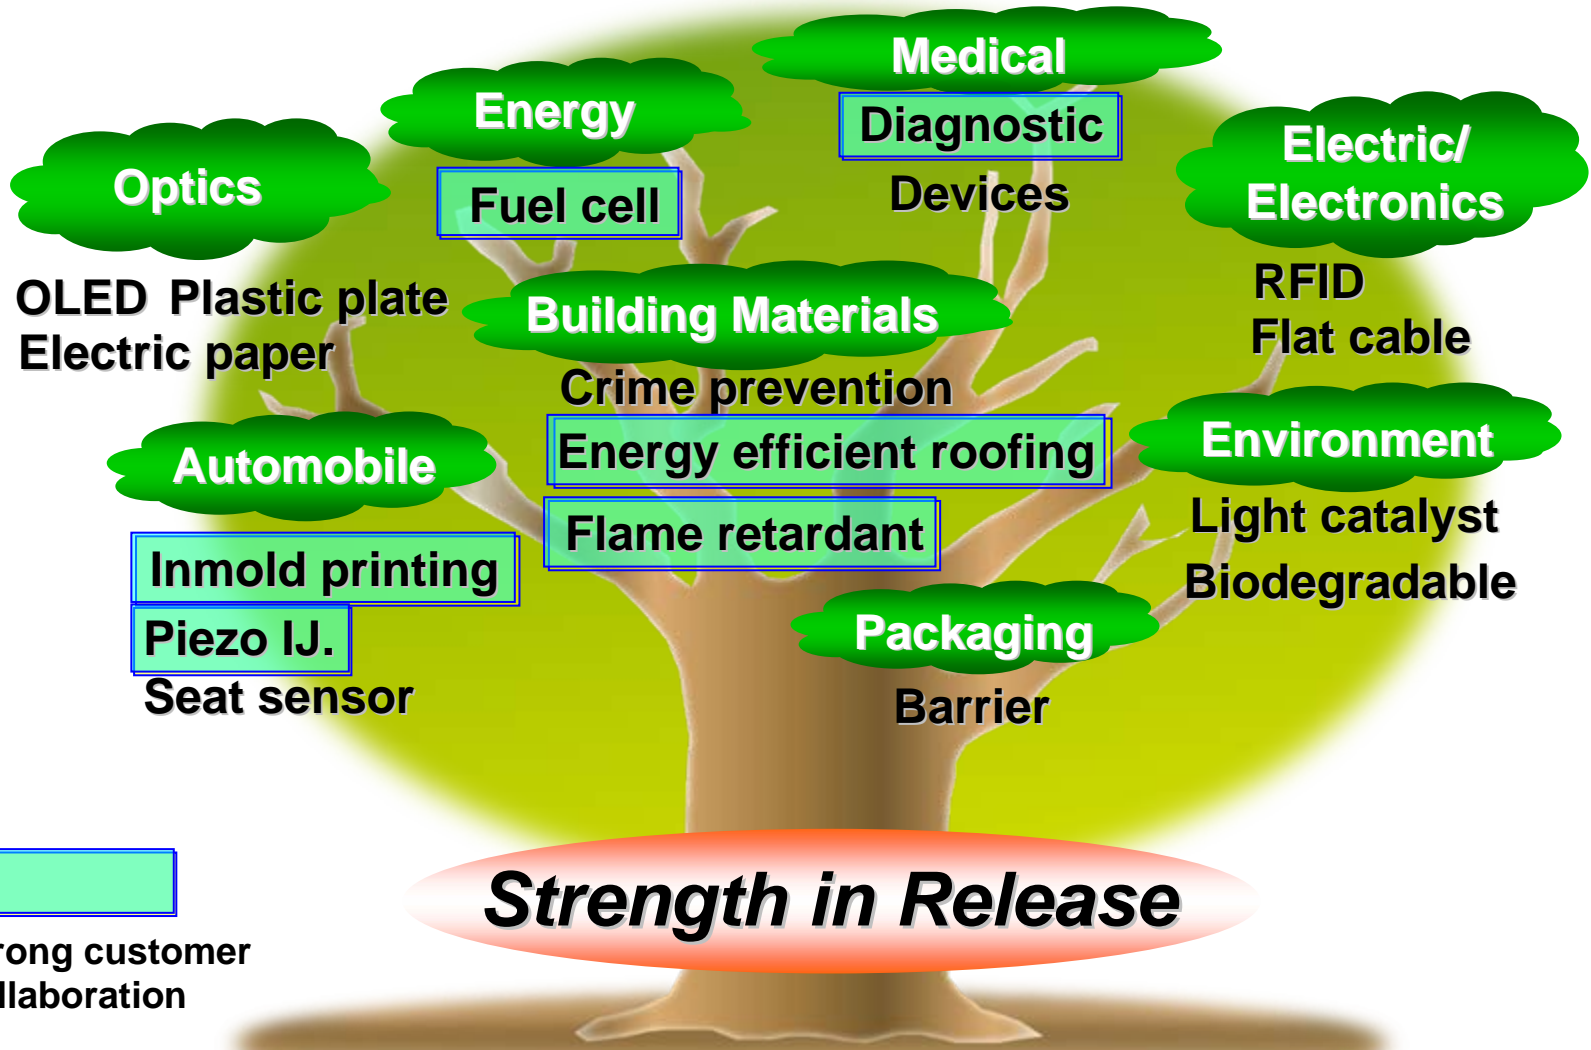 Medical
Diagnostic
Devices
Energy
Fuel cell
Electric/
Electronics
RFID
Flat cable
Optics
OLED Plastic plate
Electric paper
Building Materials
Crime prevention
Energy efficient roofing
Flame retardant
Environment
Light catalyst
Biodegradable
Automobile
Inmold printing
Piezo IJ.
Seat sensor
Packaging
Barrier
Strength in Release
rong customer
llaboration